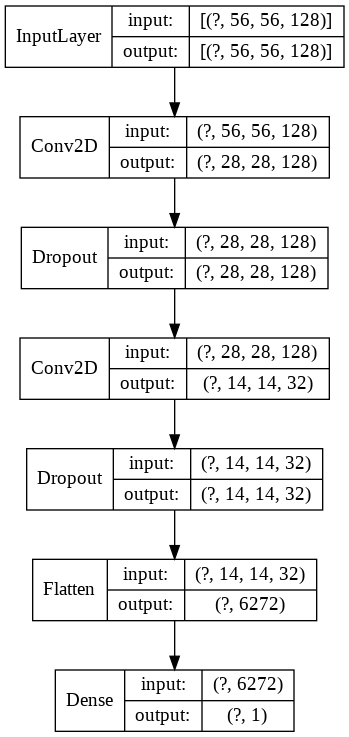 InputLayer
input: [(?, 56, 56, 128)]
output: [(?, 56, 56, 128)]
Conv2D
input: (?, 56, 56, 128)
output: (?, 28, 28, 128)
Dropout
input: (?, 28, 28, 128)
output: (?, 28, 28, 128)
Conv2D
input: (?, 28, 28, 128)
output: (?, 14, 14, 32)
Dropout
input: (?, 14, 14, 32)
output: (?, 14, 14, 32)
Flatten
input: (?, 14, 14, 32)
output: (?, 6272)
Dense
input: (?, 6272)
output: (?, 1)